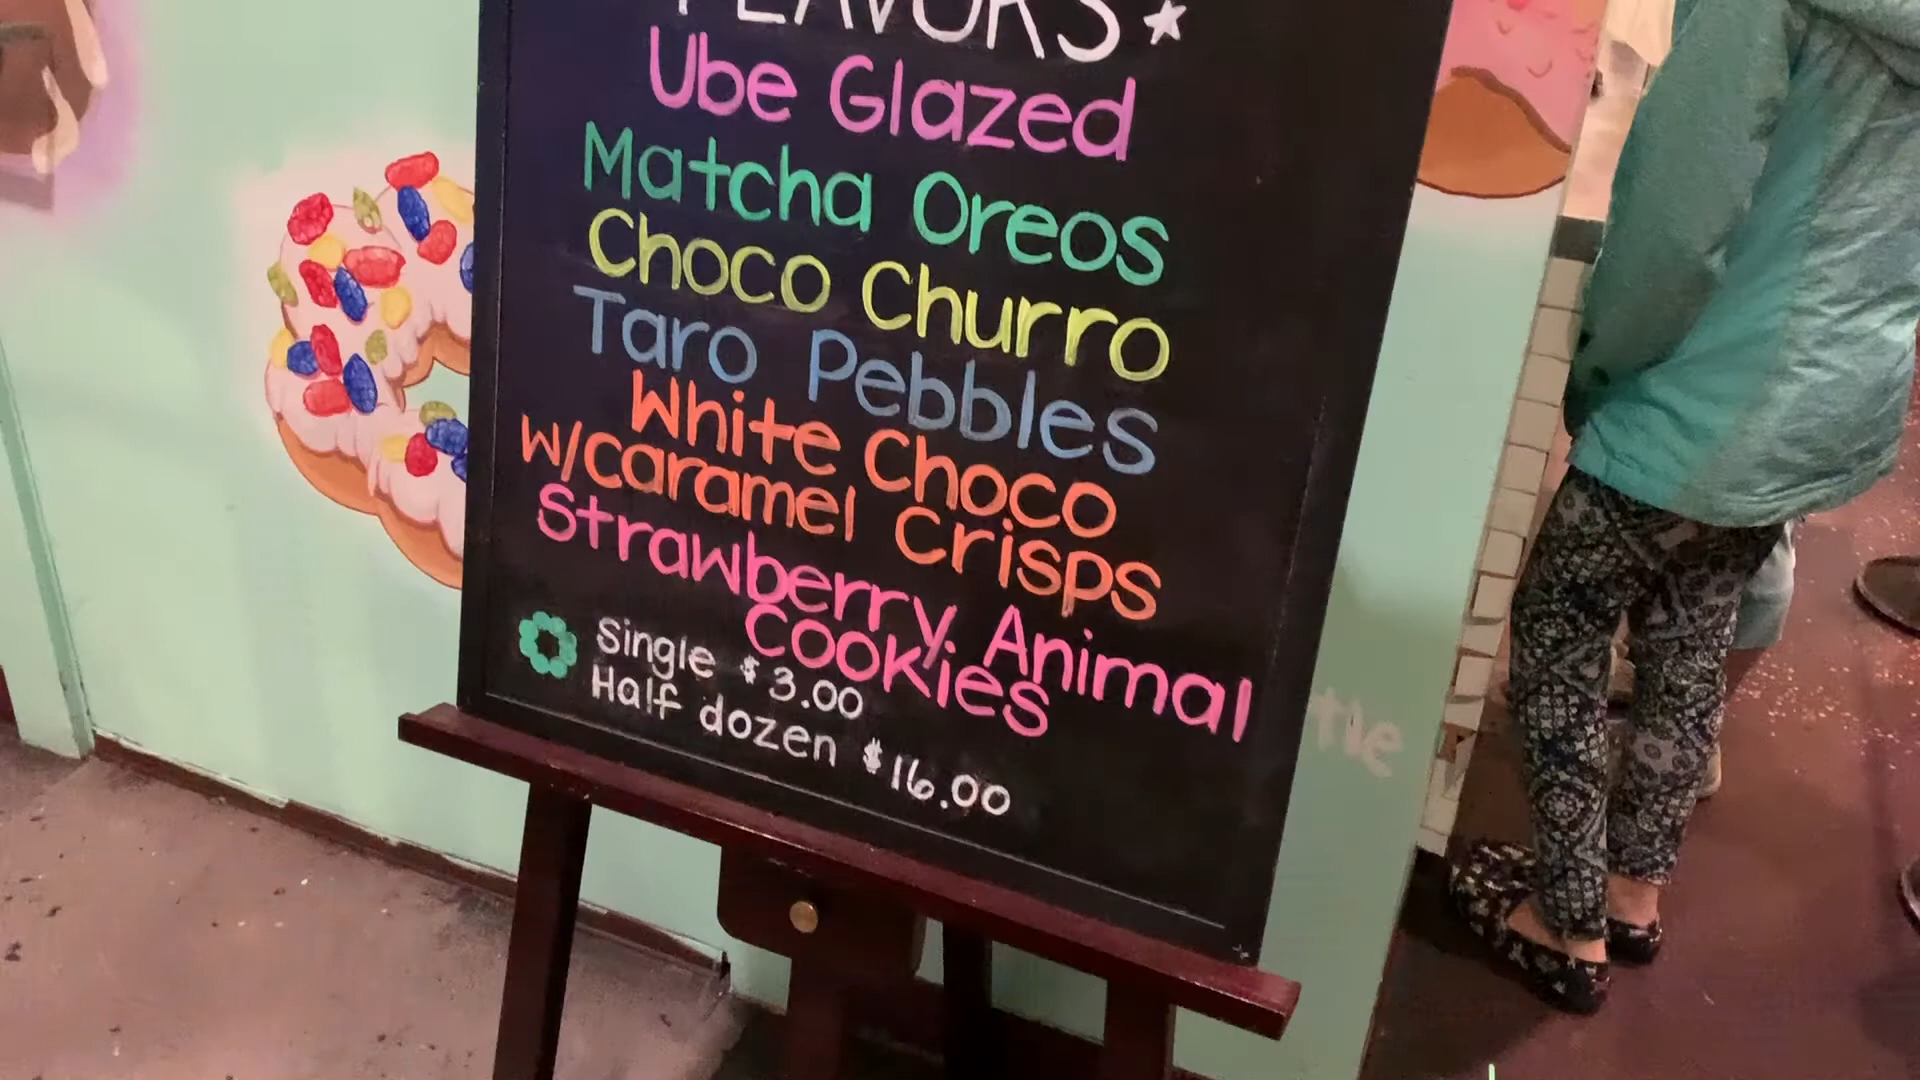 FLAVORS
Ube Glazed
Matcha Oreos
Choco Churro
Taro Pebbles
White Choco
w/caramel Crisps
Strawberry Animal
Cookies
Single $3.00
Half dozen $16.00